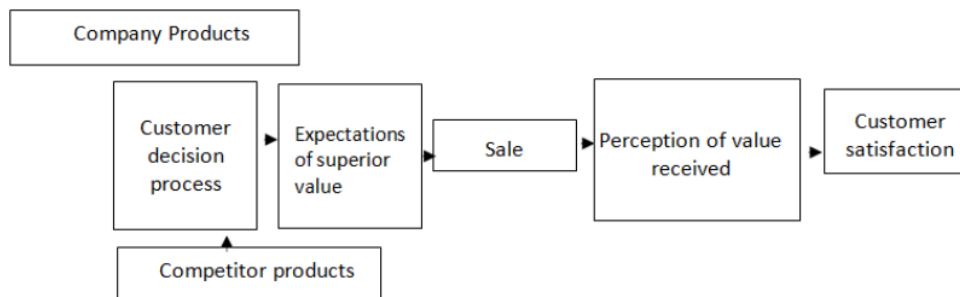 Company Products
Customer
decision
process
Expectations
of superior
value
Sale
Perception of value
received
Customer
satisfaction
Competitor products